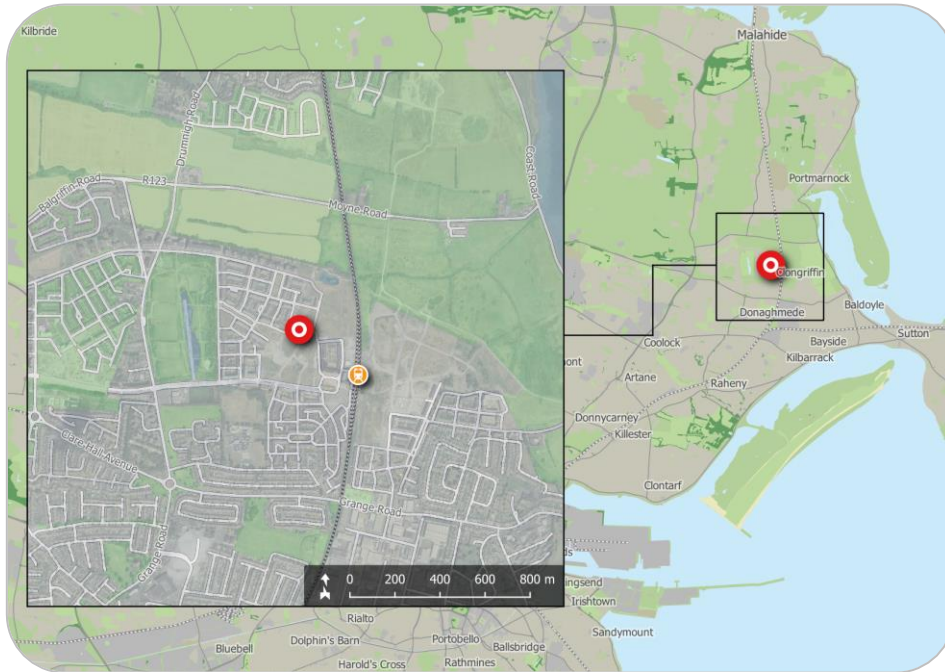 Kilbride
Malahide
Portmarnock
Clongriffin
Donaghmede
Baldoyle
Sutton
Bayside
Kilbarrack
Coolock
Artane
Raheny
Donnycarney
Killester
Clontarf
Irishtown
Sandymount
Rialto
Dolphin's Barn
Portobello
Ballsbridge
Bluebell
Harold's Cross
Rathmines
Drumnigh Road
Balgriffin Road
R123
Moyne Road
Coast Road
Clare Hall Avenue
Grange Road
Grange Road
0 200 400 600 800 m